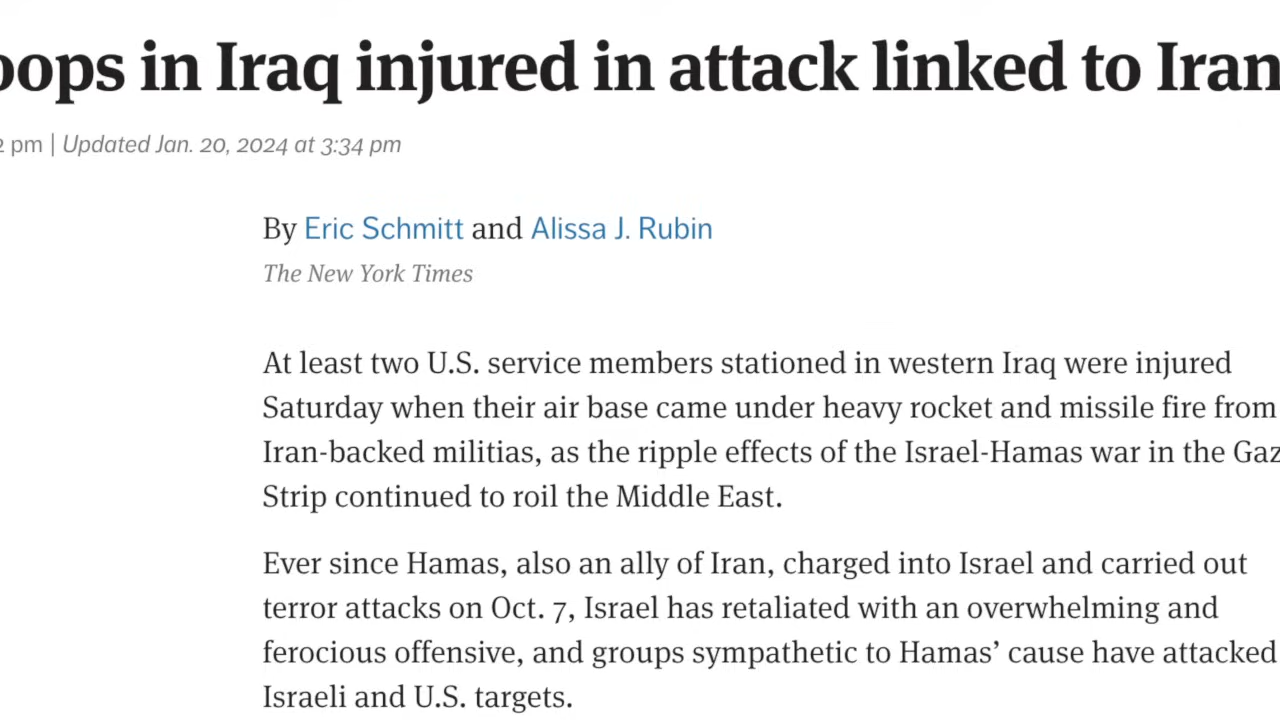 oops in Iraq injured in attack linked to Iran
2 pm | Updated Jan. 20, 2024 at 3:34 pm
By Eric Schmitt and Alissa J. Rubin
The New York Times
At least two U.S. service members stationed in western Iraq were injured
Saturday when their air base came under heavy rocket and missile fire from
Iran-backed militias, as the ripple effects of the Israel-Hamas war in the Gaz
Strip continued to roil the Middle East.
Ever since Hamas, also an ally of Iran, charged into Israel and carried out
terror attacks on Oct. 7, Israel has retaliated with an overwhelming and
ferocious offensive, and groups sympathetic to Hamas’ cause have attacked
Israeli and U.S. targets.